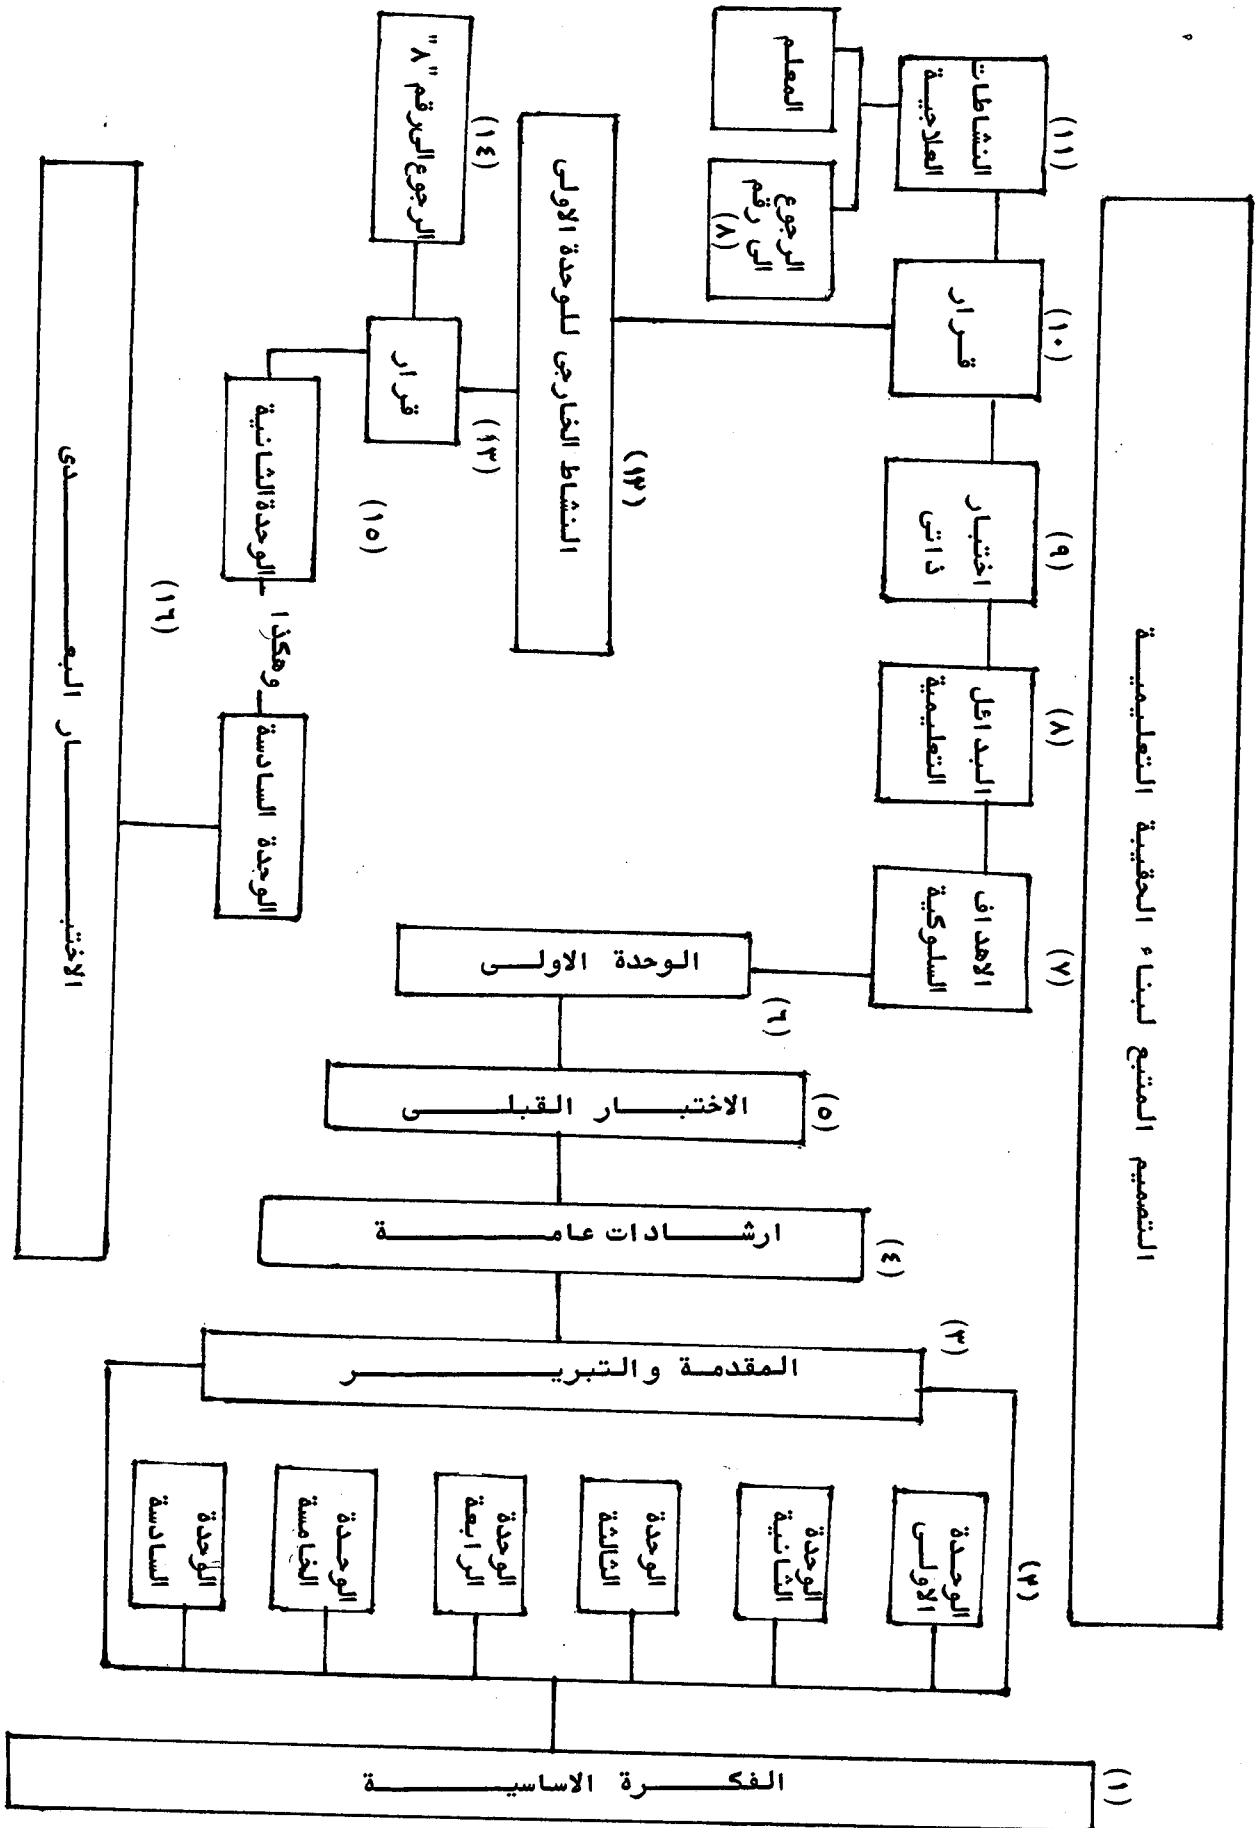 التصميم المتبع لبناء الحقيبة التعليمية
(١)
الفكرة الاساسية
(٢)
الوحدة
الاولى
الوحدة
الثانية
الوحدة
الثالثة
الوحدة
الرابعة
الوحدة
الخامسة
الوحدة
السادسة
(٣)
المقدمة والتبرير
(٤)
ارشادات عامة
(٥)
الاختبار القبلى
(٦)
الوحدة الاولى
(٧)
الاهداف
السلوكية
(٨)
البدائل
التعليمية
(٩)
اختبار
ذاتى
(١٠)
قرار
(١١)
النشاطات
العلاجية
المعلم
الرجوع
الى رقم
(٨)
(١٣)
النشاط الخارجى للوحدة الاولى
(١٣)
قرار
(١٤)
الرجوع الى رقم "٨"
(١٥)
الوحدة الثانية
وهكذا
الوحدة السادسة
(١٦)
الاختبار البعدى